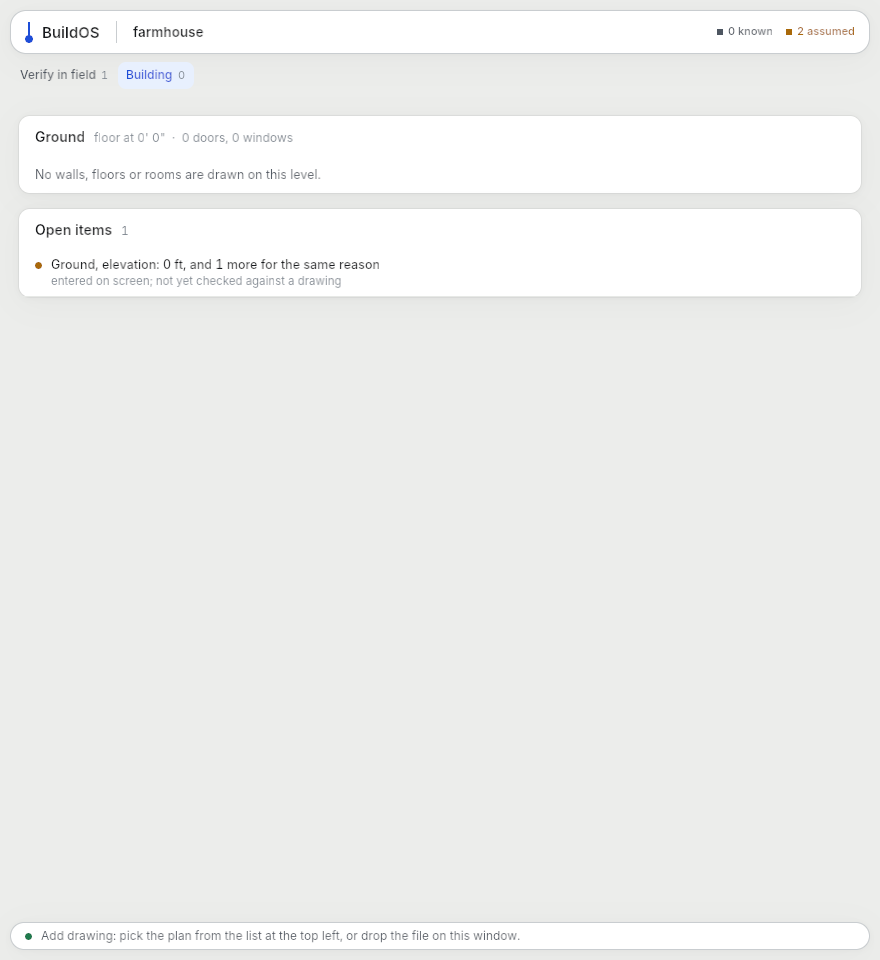 BuildOS farmhouse 0 known 2 assumed
Verify in field 1 Building 0
Ground floor at 0' 0" · 0 doors, 0 windows
No walls, floors or rooms are drawn on this level.
Open items 1
Ground, elevation: 0 ft, and 1 more for the same reason
entered on screen; not yet checked against a drawing
Add drawing: pick the plan from the list at the top left, or drop the file on this window.